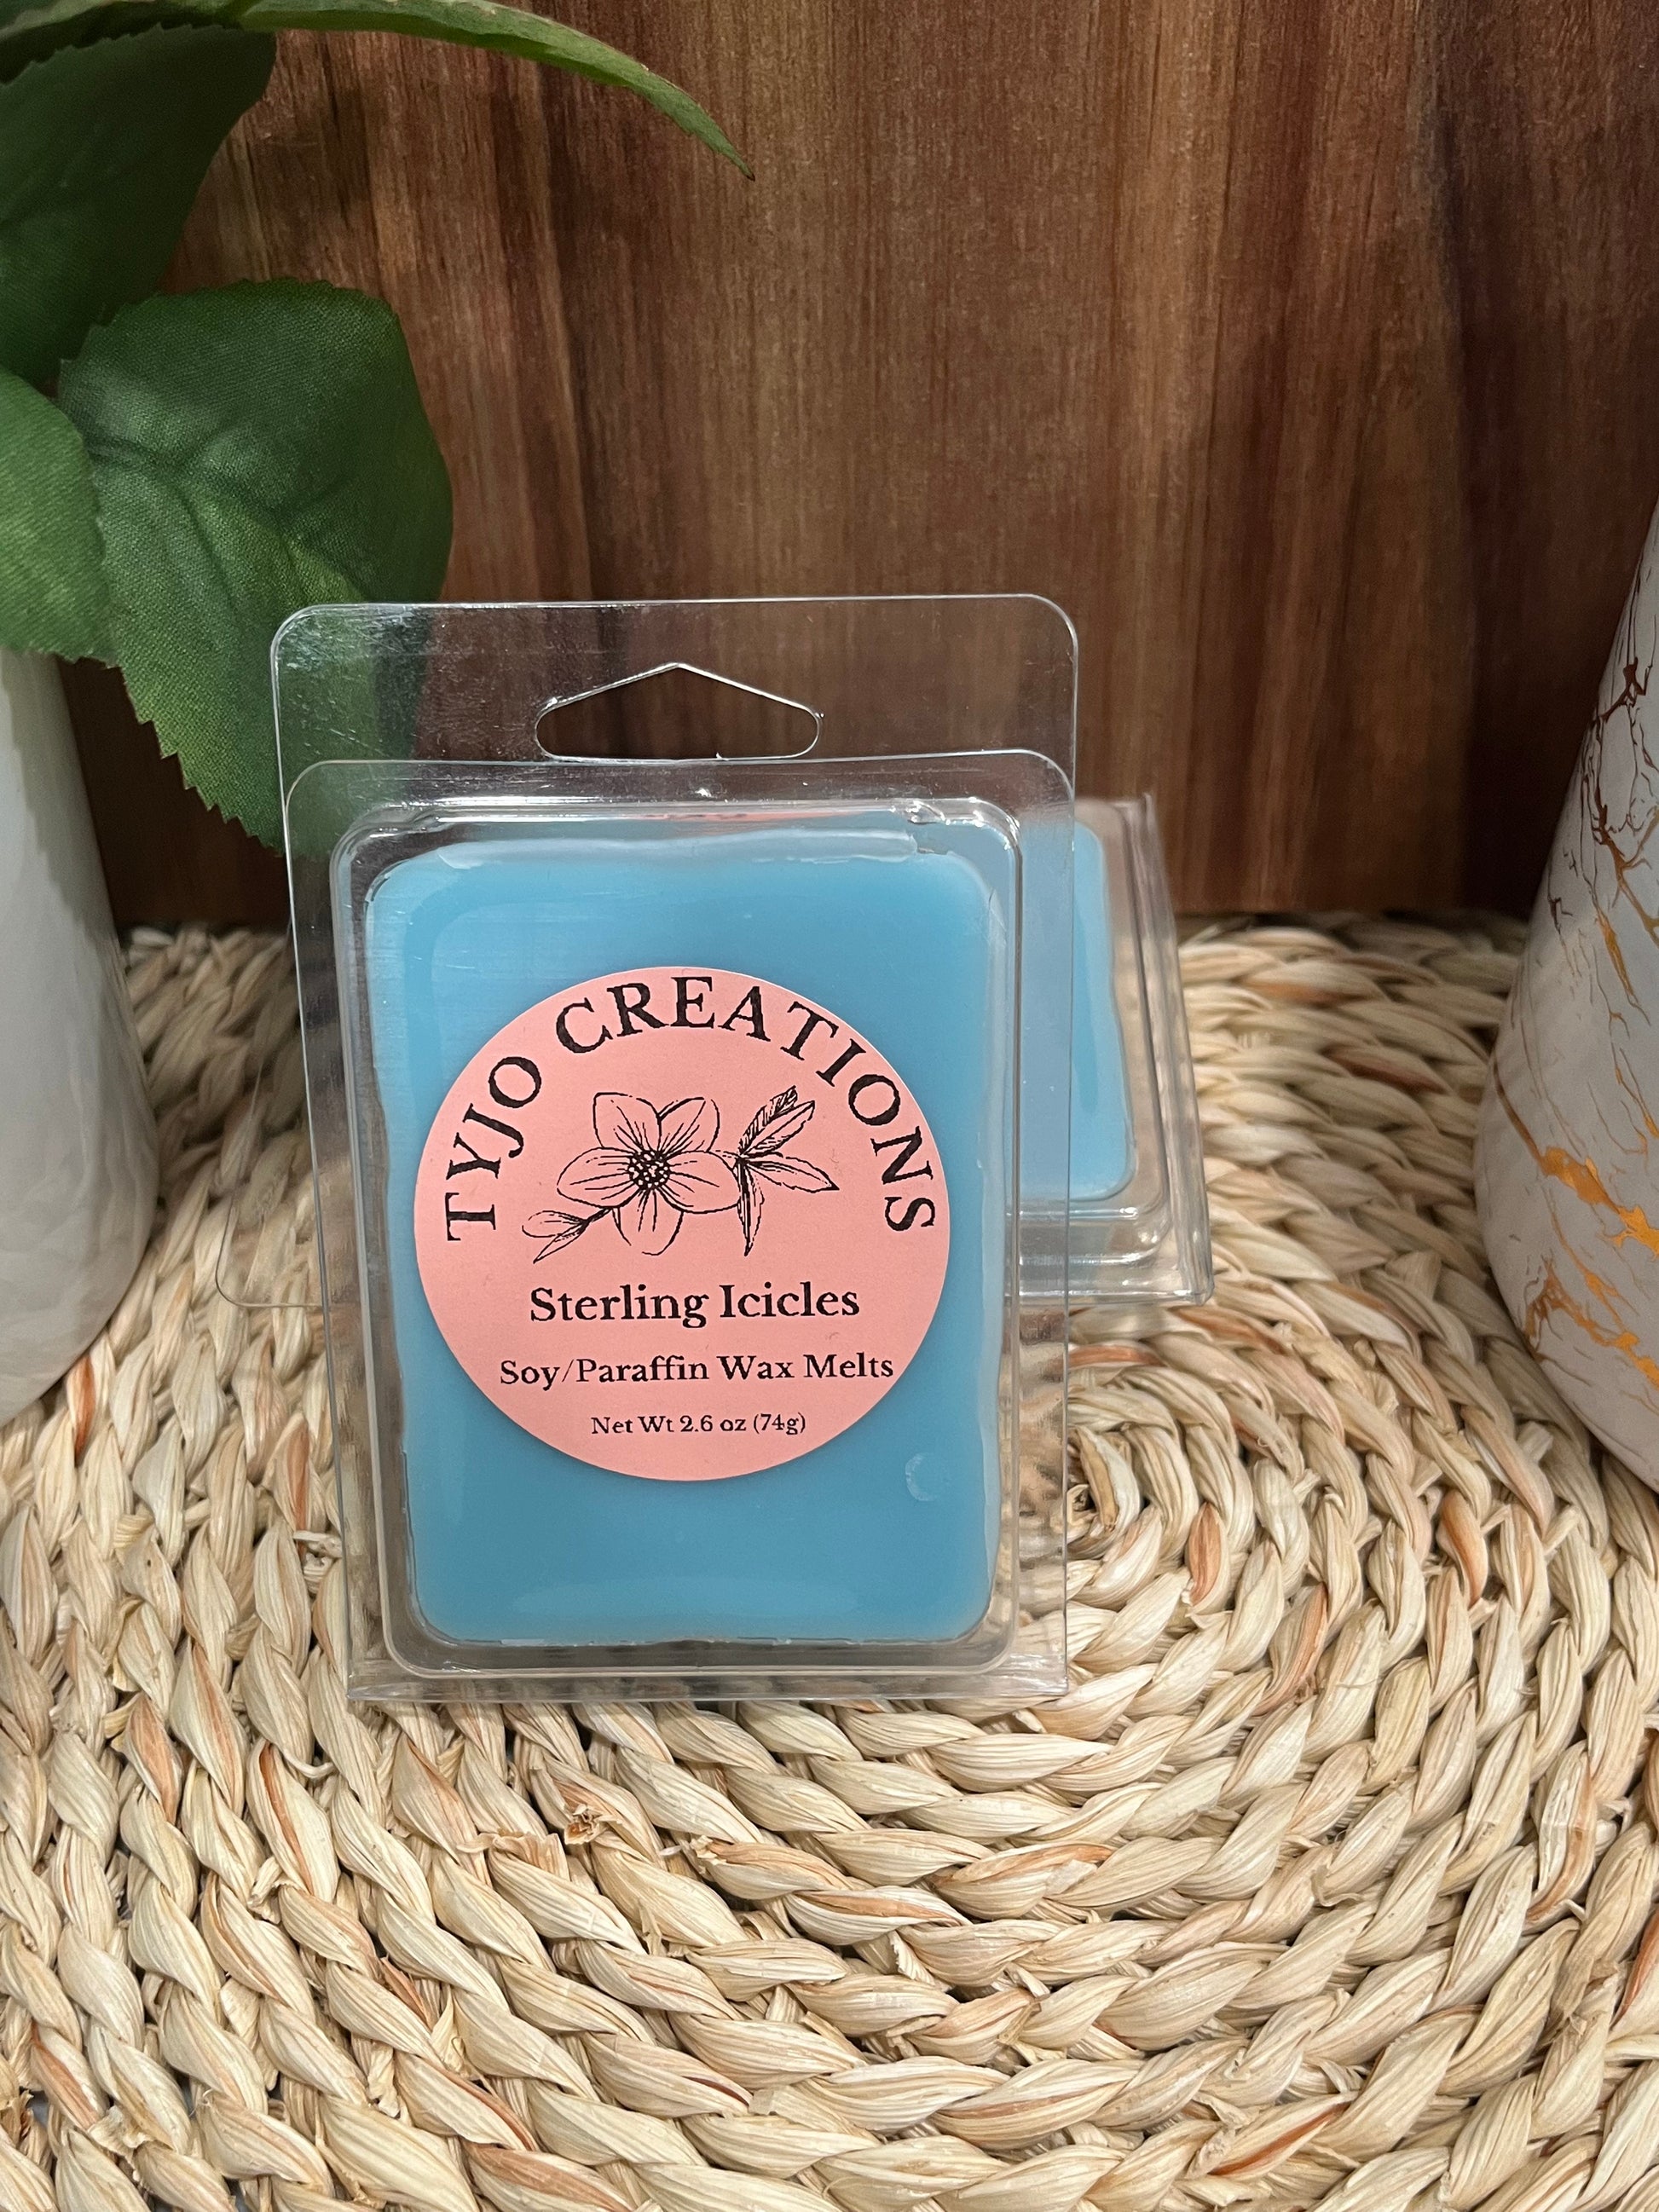 TYJO CREATIONS
Sterling Icicles
Soy/Paraffin Wax Melts
Net Wt 2.6 oz (74g)